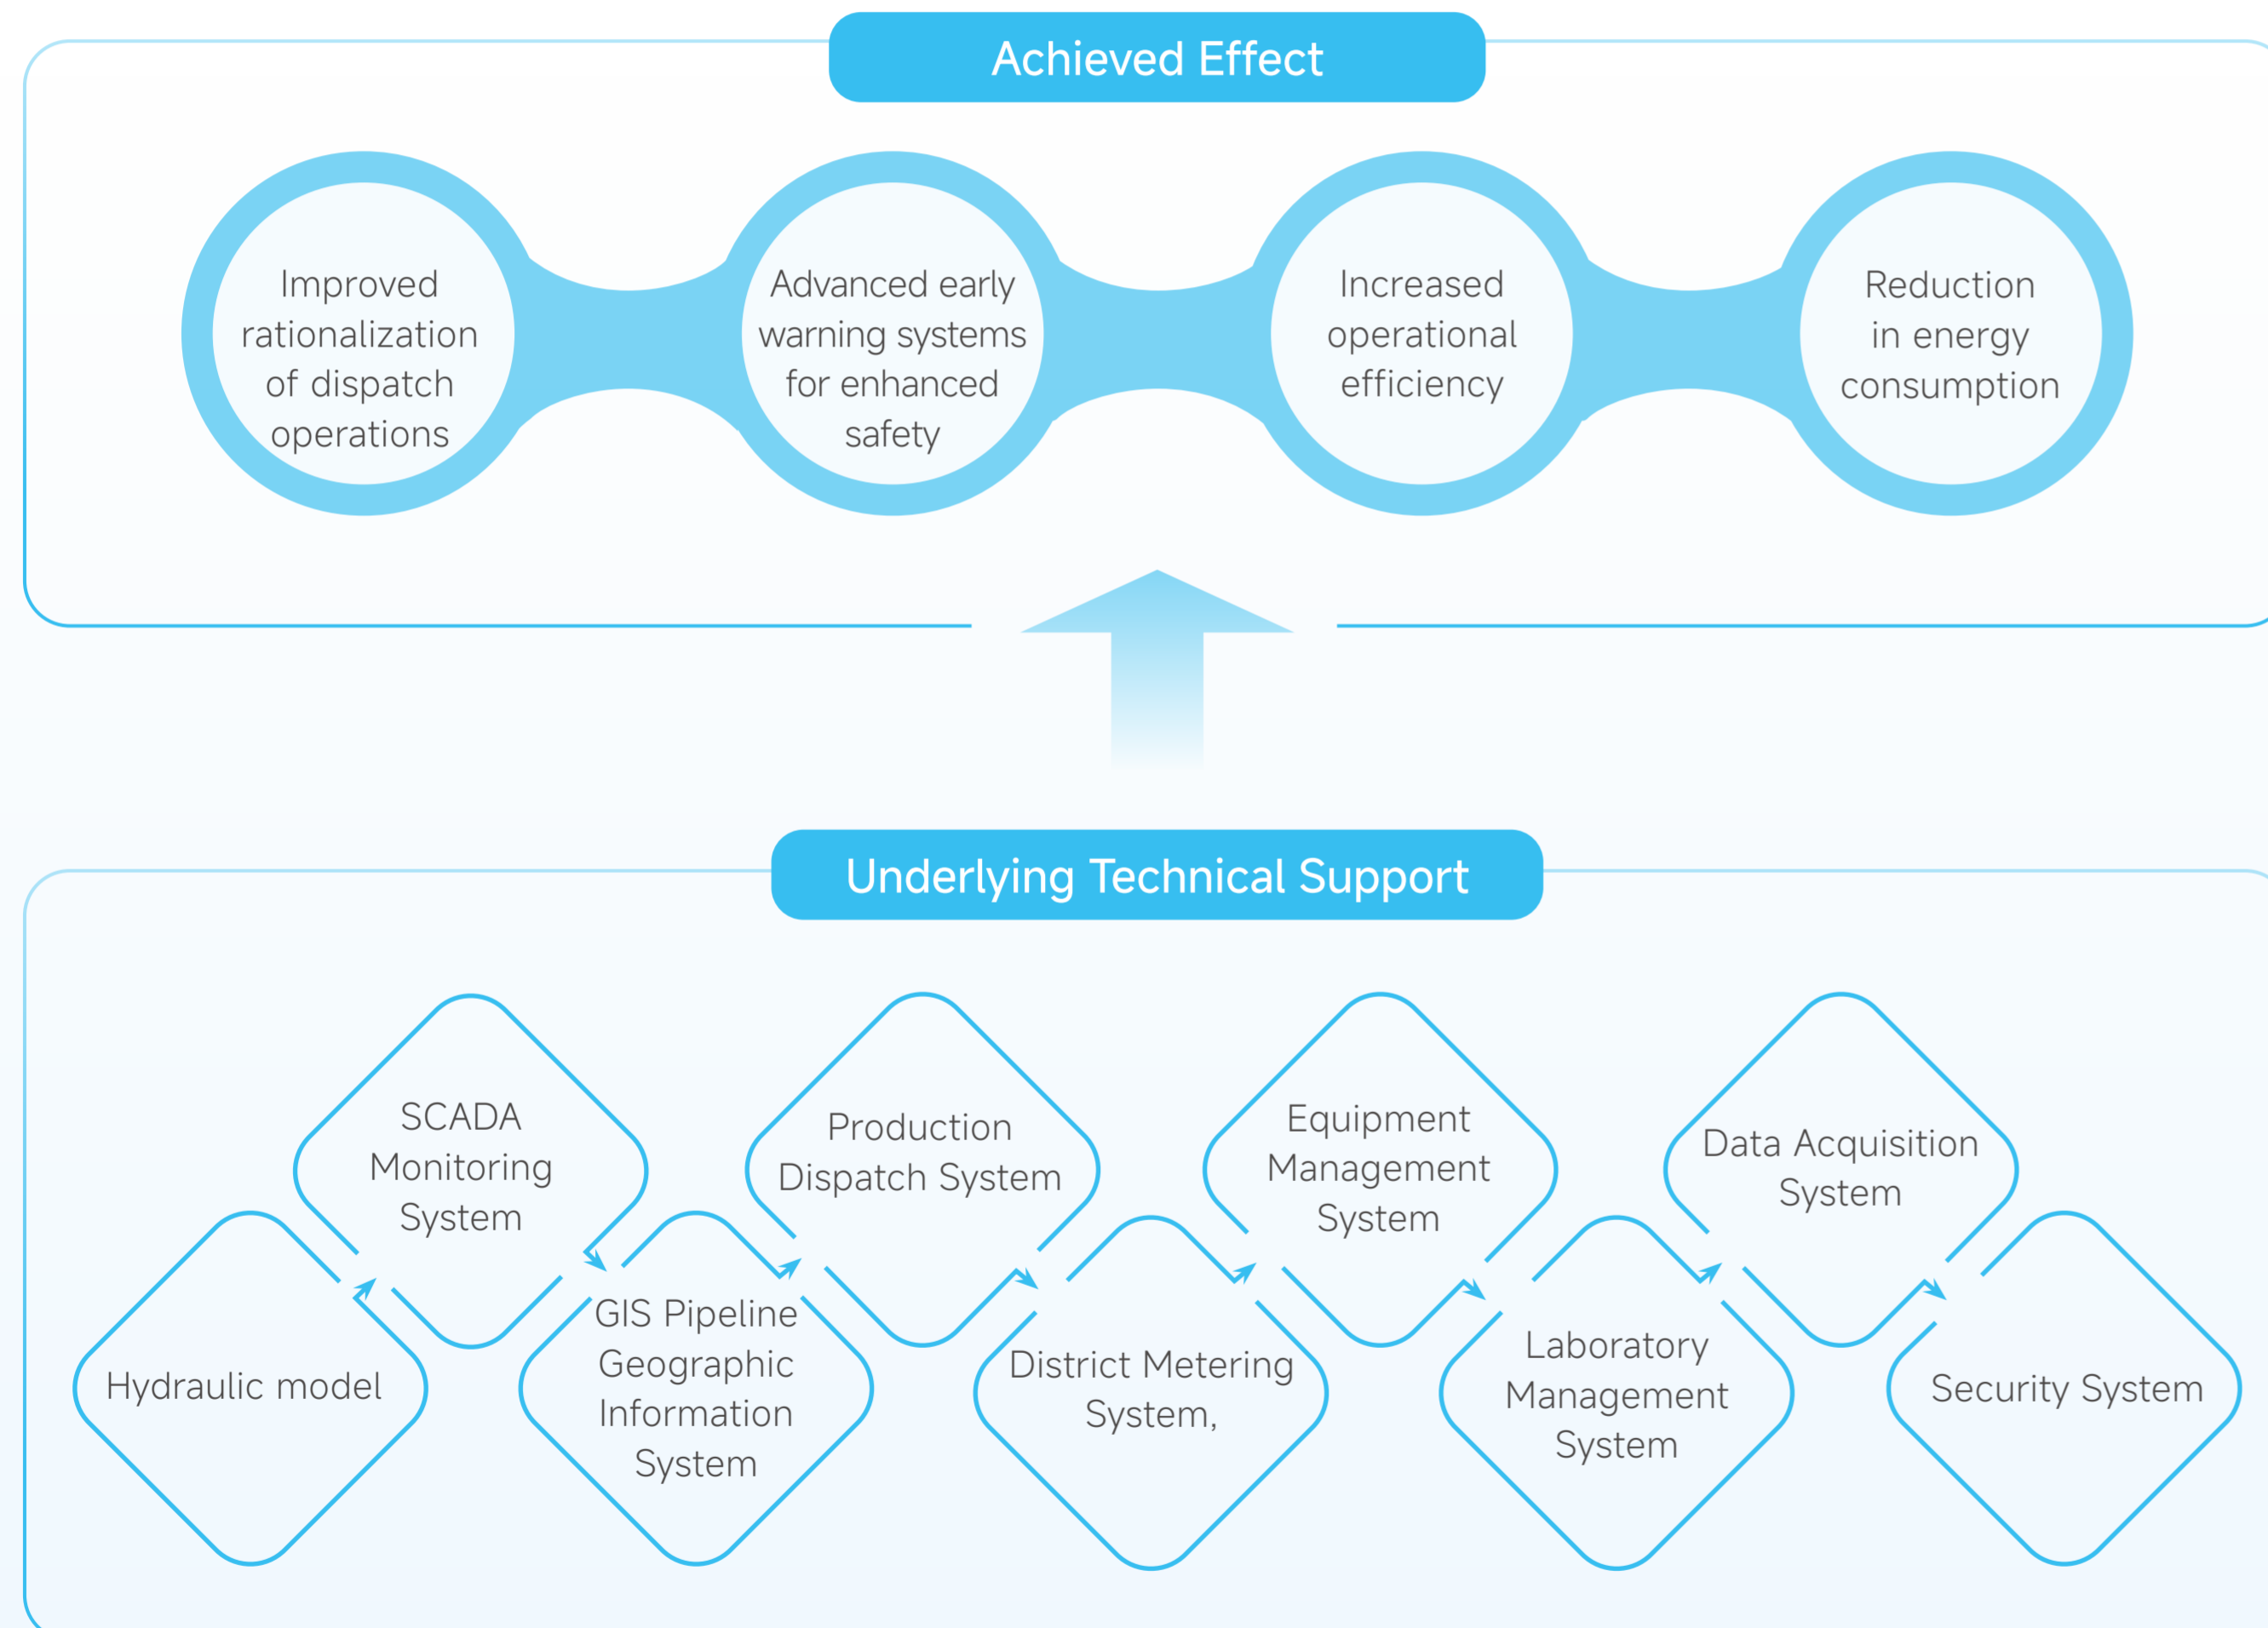 Achieved Effect
Improved
rationalization
of dispatch
operations
Advanced early
warning systems
for enhanced
safety
Increased
operational
efficiency
Reduction
in energy
consumption
Underlying Technical Support
Hydraulic model
SCADA
Monitoring
System
GIS Pipeline
Geographic
Information
System
Production
Dispatch System
District Metering
System,
Equipment
Management
System
Laboratory
Management
System
Data Acquisition
System
Security System